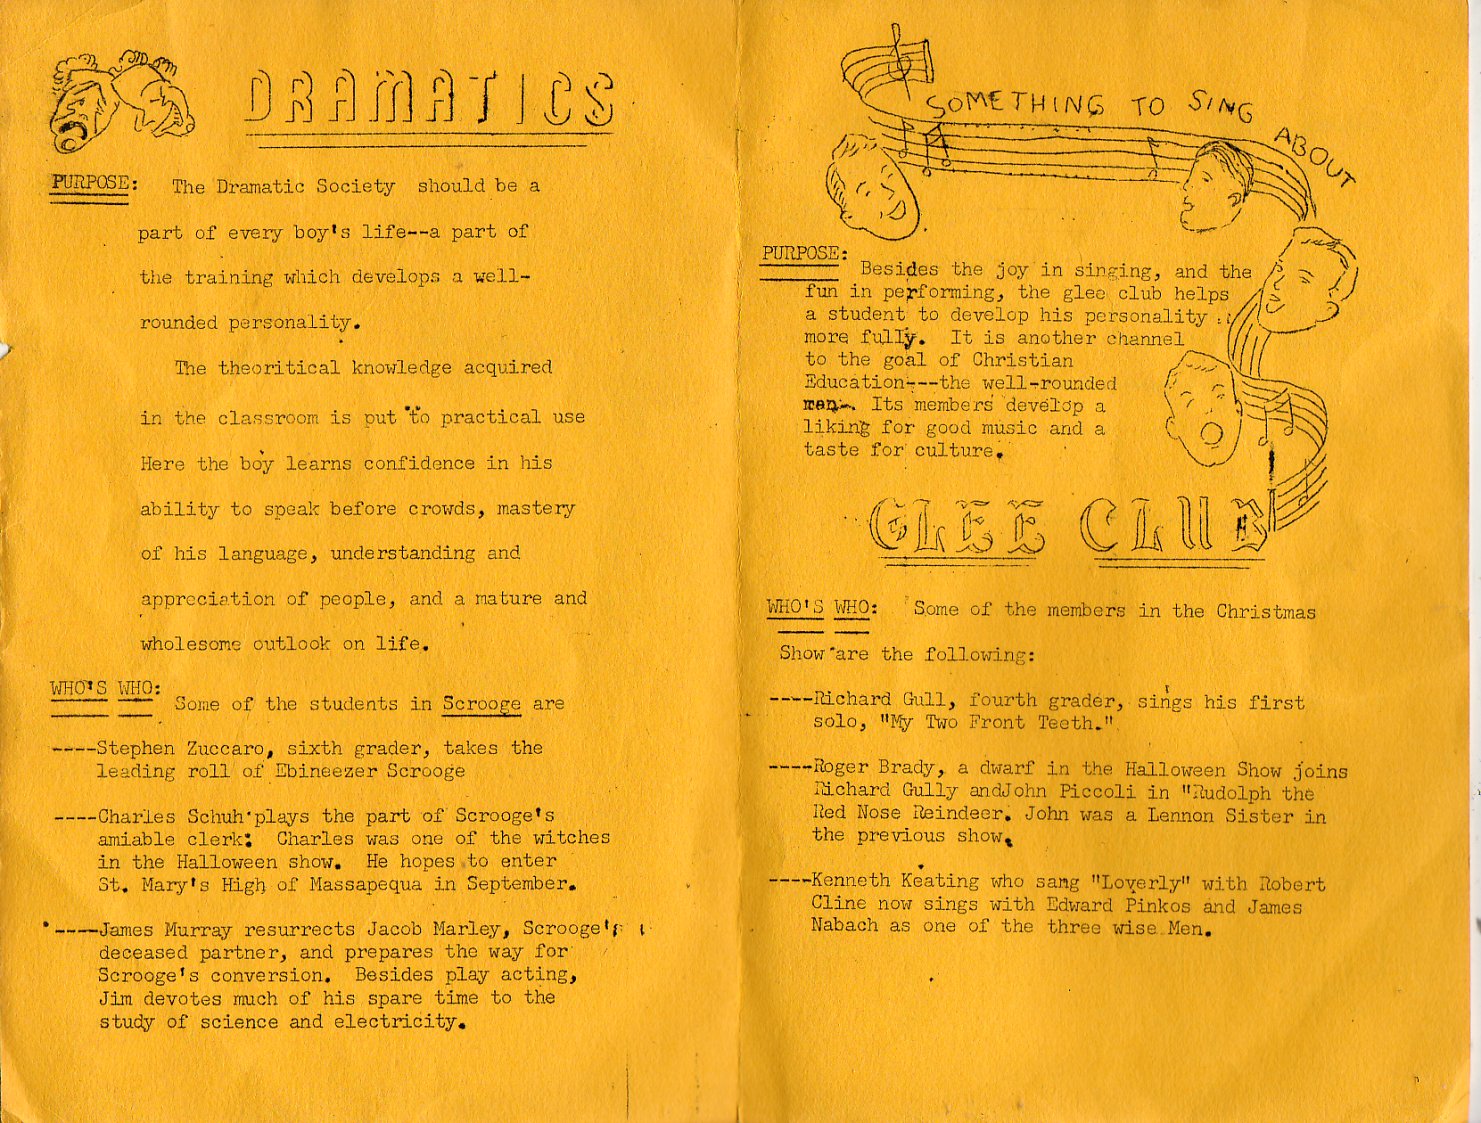 DRAMATICS
PURPOSE: The Dramatic Society should be a
part of every boy's life--a part of
the training which develops a well-
rounded personality.
The theoritical knowledge acquired
in the classroom is put to practical use
Here the boy learns confidence in his
ability to speak before crowds, mastery
of his language, understanding and
appreciation of people, and a mature and
wholesome outlook on life.
WHO'S WHO:
Some of the students in Scrooge are
----Stephen Zuccaro, sixth grader, takes the
leading roll of Ebineezer Scrooge
----Charles Schuh plays the part of Scrooge's
amiable clerk: Charles was one of the witches
in the Halloween show. He hopes to enter
St. Mary's High of Massapequa in September.
----James Murray resurrects Jacob Marley, Scrooge's
deceased partner, and prepares the way for
Scrooge's conversion. Besides play acting,
Jim devotes much of his spare time to the
study of science and electricity.
SOMETHING TO SING ABOUT
PURPOSE:
Besides the joy in singing, and the
fun in performing, the glee club helps
a student to develop his personality
more fully. It is another channel
to the goal of Christian
Education----the well-rounded
man. Its members develop a
liking for good music and a
taste for culture.
GLEE CLUB
WHO'S WHO: Some of the members in the Christmas
Show are the following:
----Richard Gull, fourth grader, sings his first
solo, "My Two Front Teeth."
----Roger Brady, a dwarf in the Halloween Show joins
Richard Gully andJohn Piccoli in "Rudolph the
Red Nose Reindeer. John was a Lennon Sister in
the previous show.
----Kenneth Keating who sang "Loverly" with Robert
Cline now sings with Edward Pinkos and James
Nabach as one of the three wise Men.